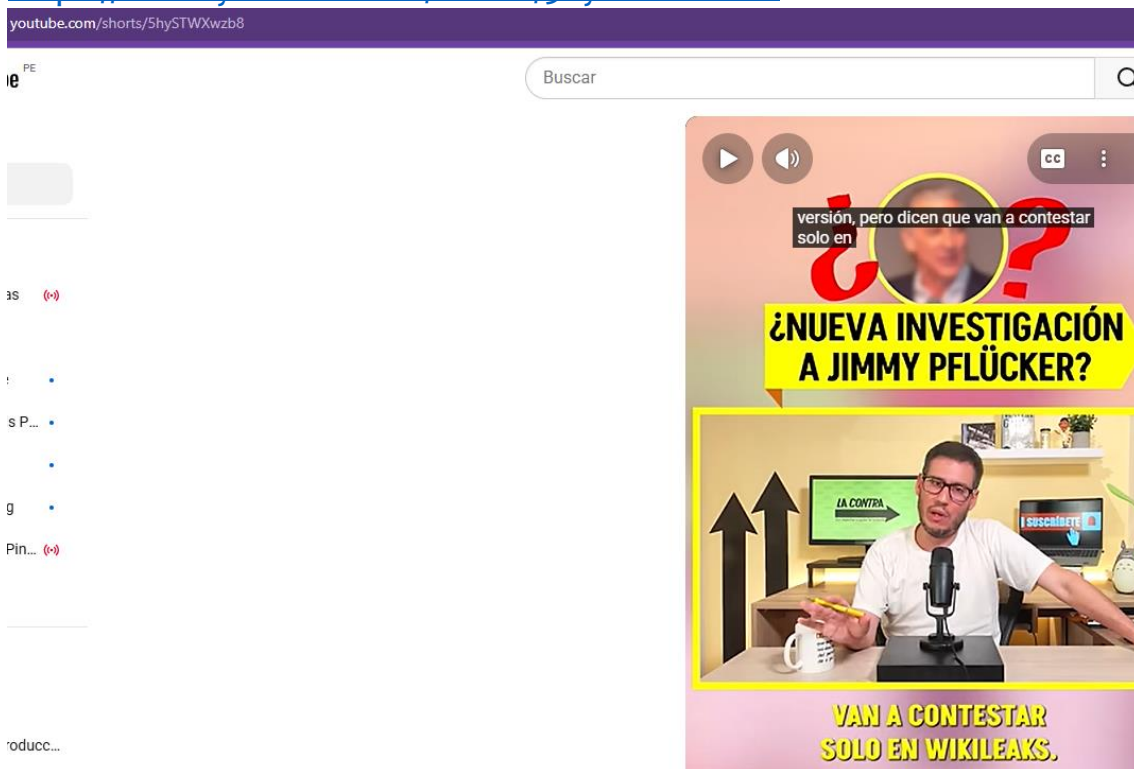 youtube.com/shorts/5hySTWXwzb8
PE
Buscar
CC
versión, pero dicen que van a contestar
solo en
¿ ?
¿NUEVA INVESTIGACIÓN
A JIMMY PFLÜCKER?
LA CONTRA
SUSCRÍBETE
VAN A CONTESTAR
SOLO EN WIKILEAKS.
as
s P...
g
Pin...
roducc...